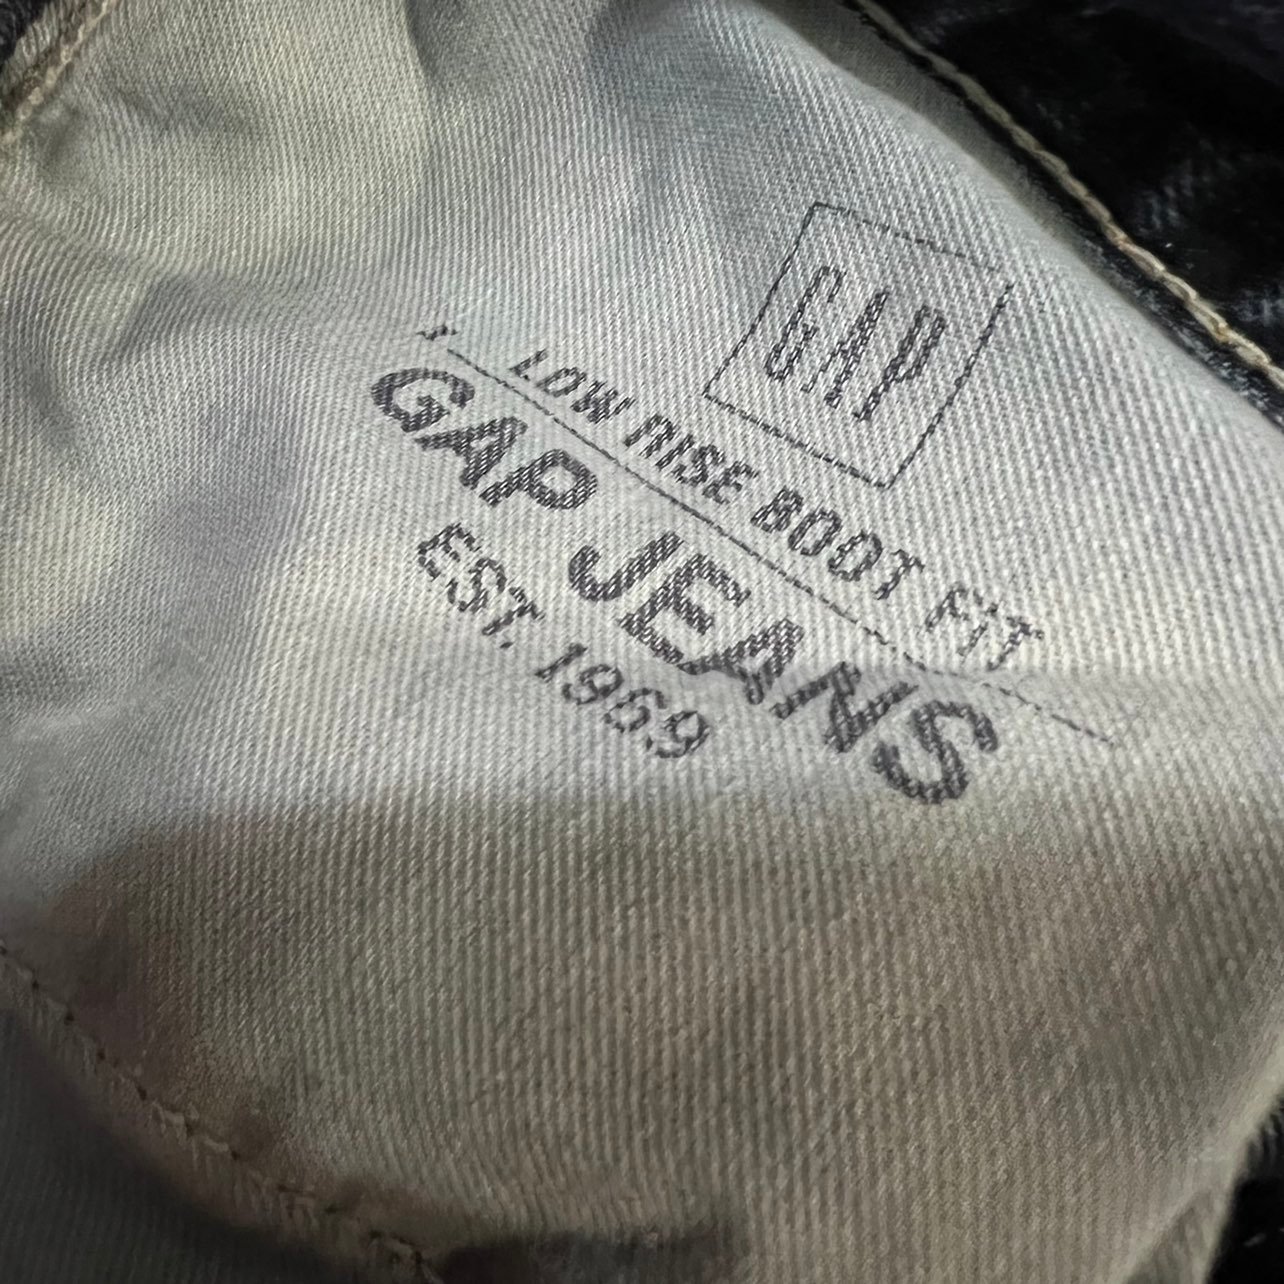 GAP
LOW RISE BOOT FIT
GAP JEANS
EST. 1969